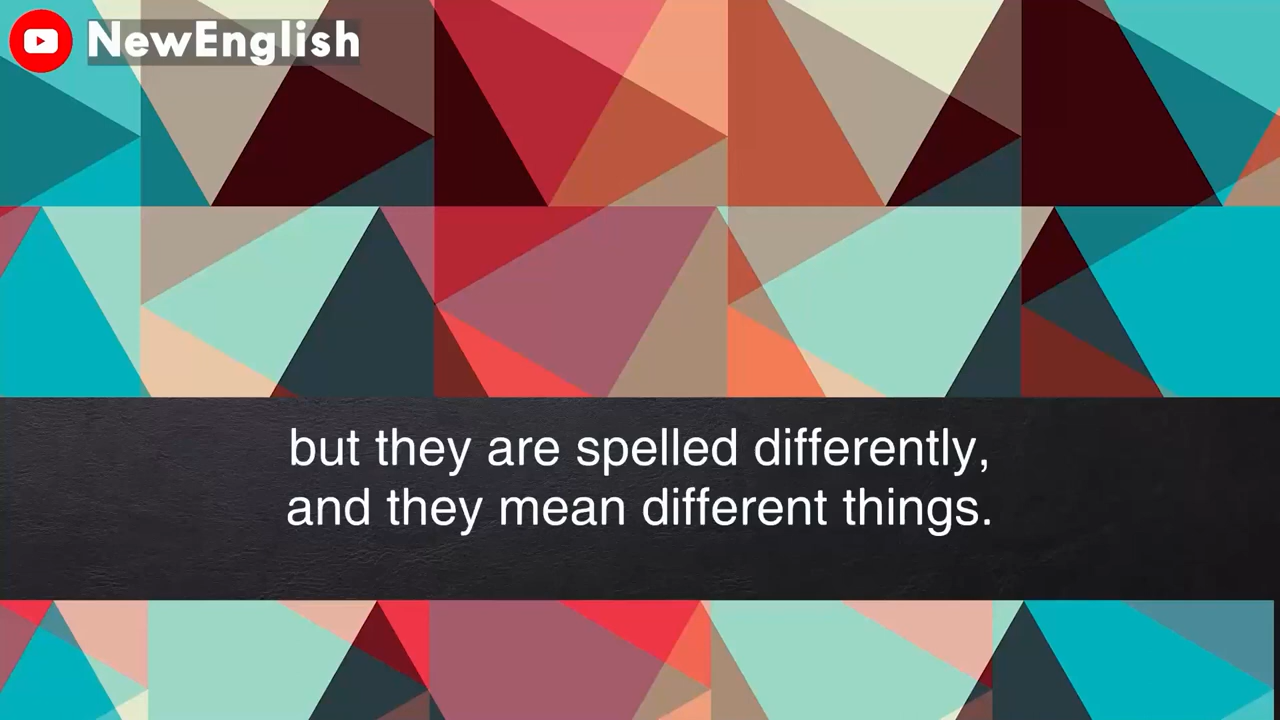 NewEnglish
but they are spelled differently,
and they mean different things.